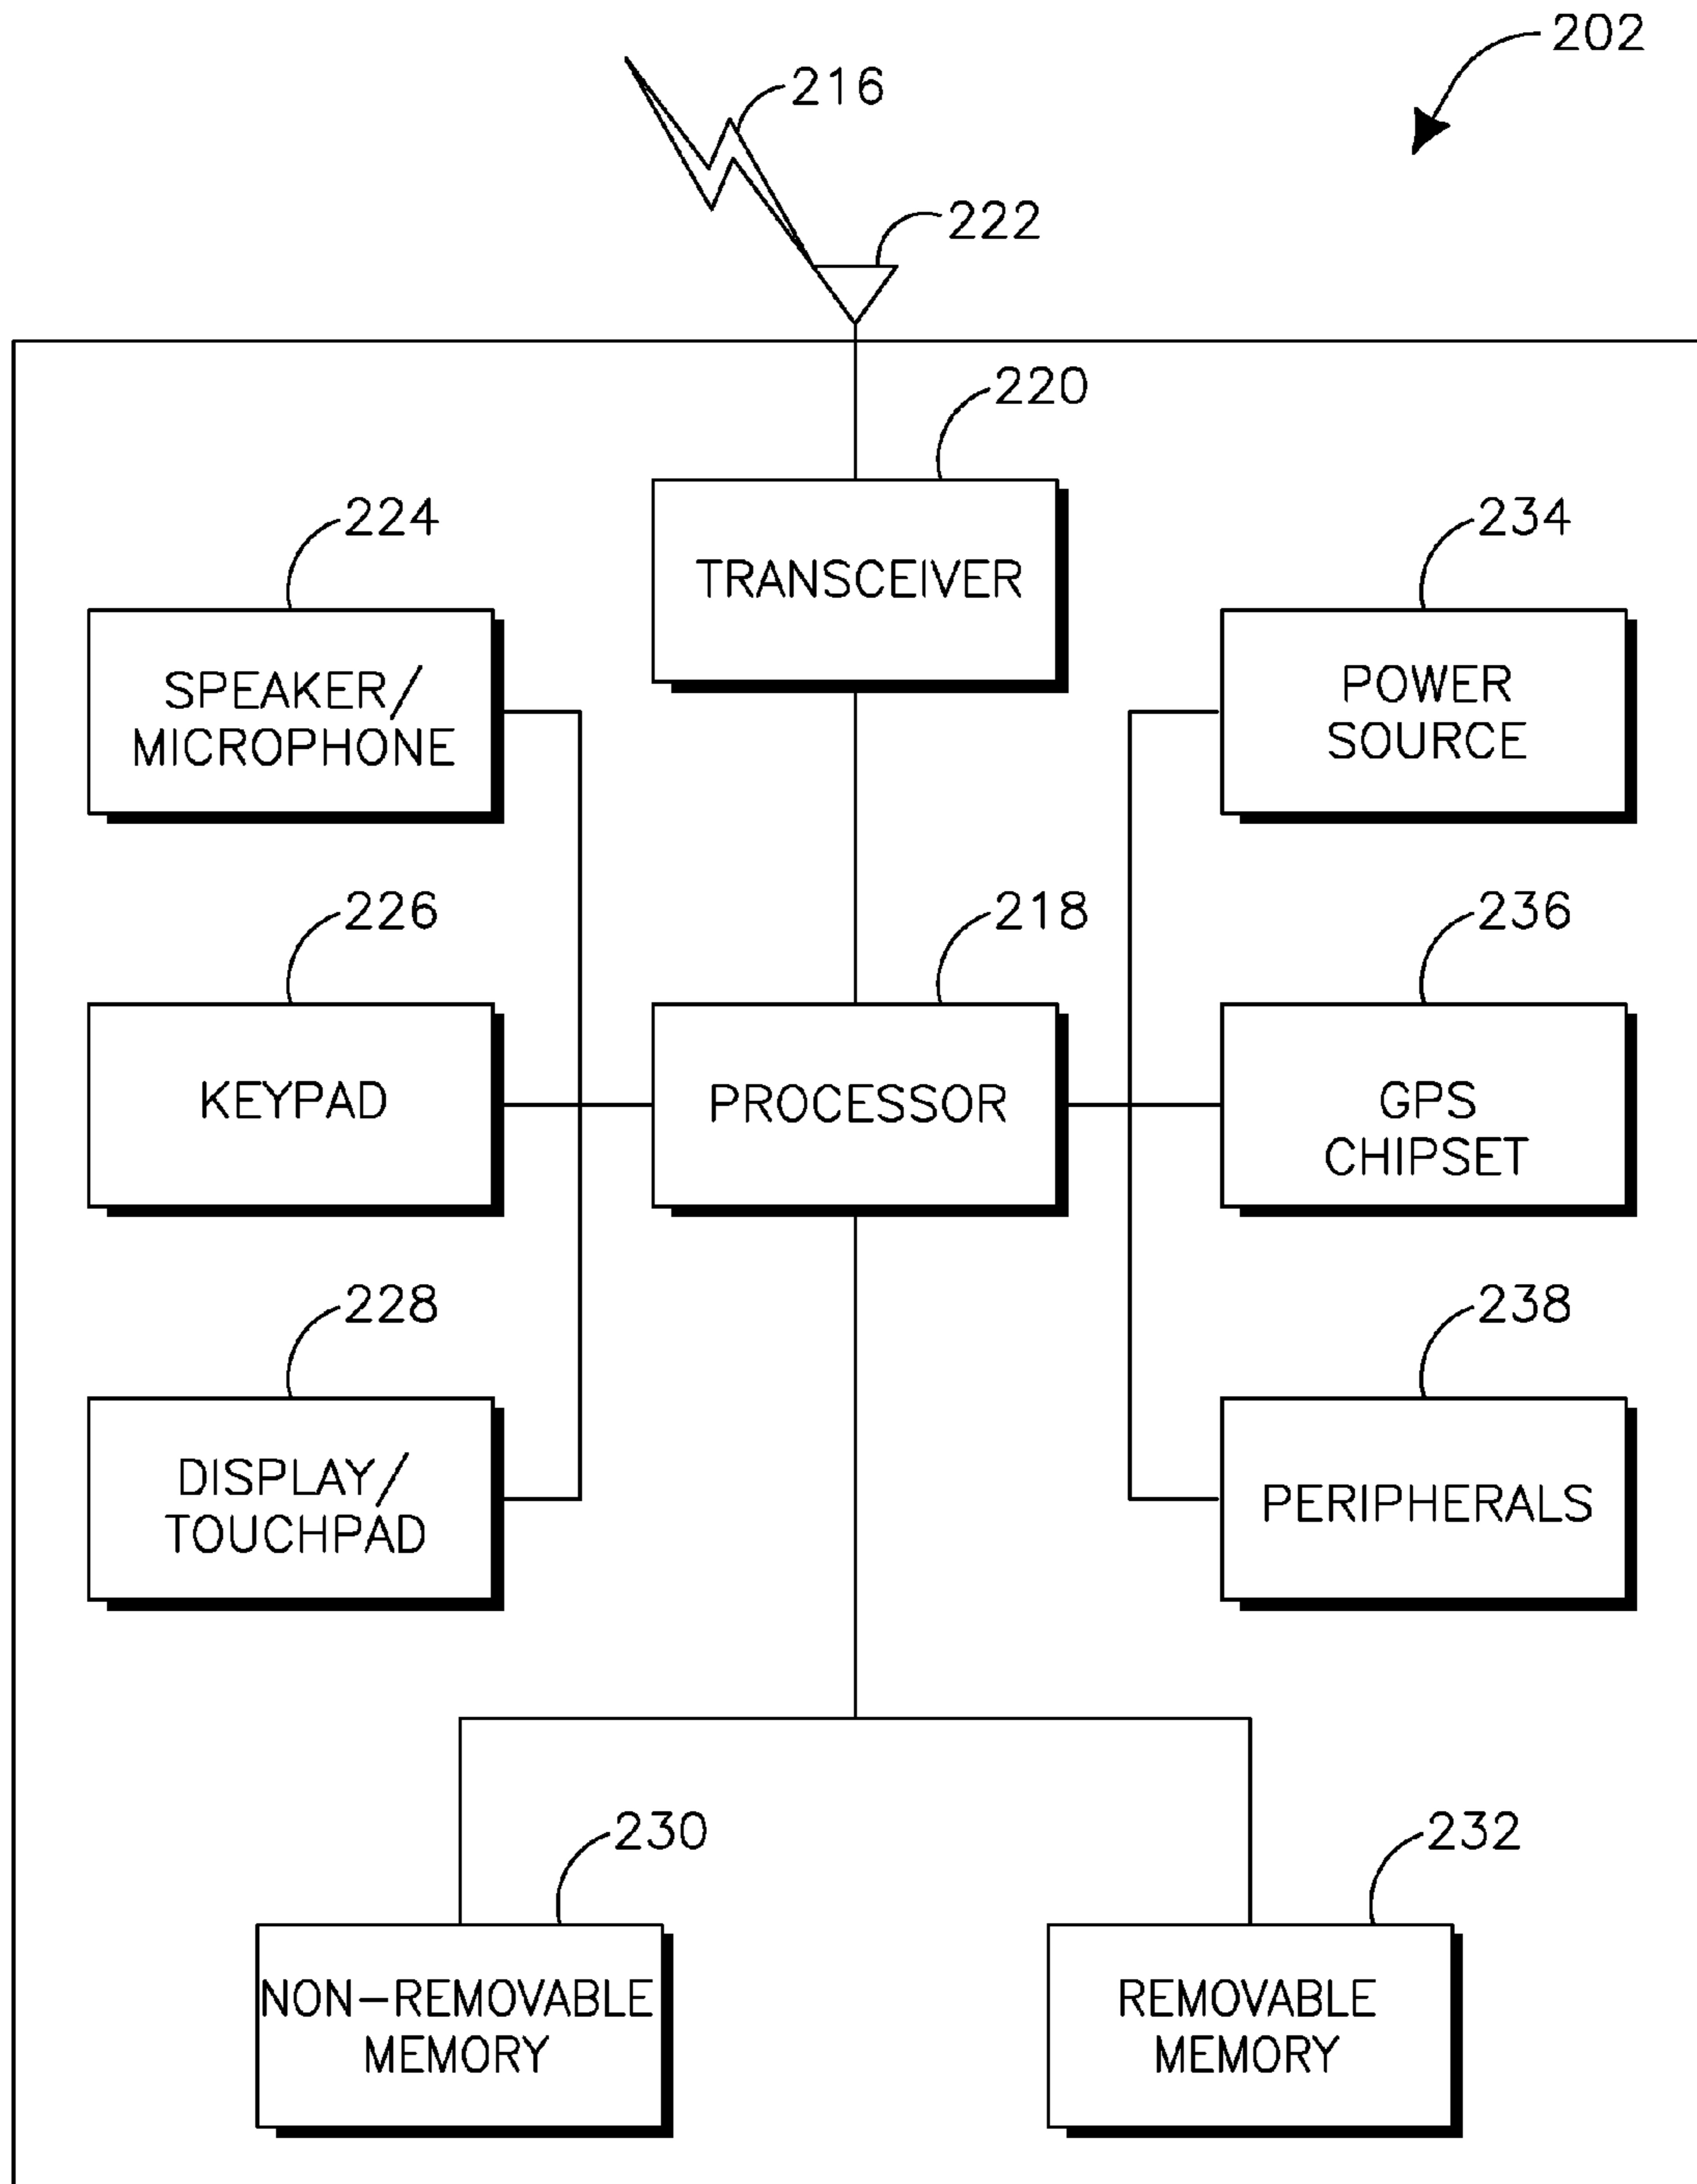 202
216
222
220
TRANSCEIVER
224
SPEAKER/
MICROPHONE
234
POWER
SOURCE
226
KEYPAD
218
PROCESSOR
236
GPS
CHIPSET
228
DISPLAY/
TOUCHPAD
238
PERIPHERALS
230
NON-REMOVABLE
MEMORY
232
REMOVABLE
MEMORY